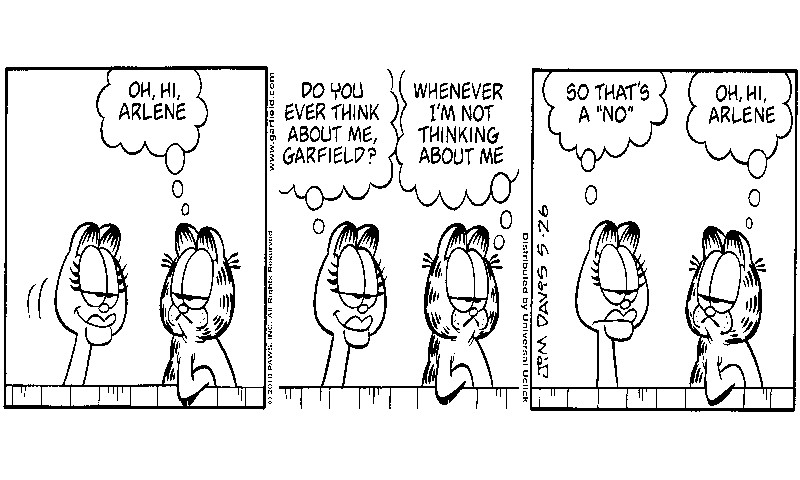 OH, HI,
ARLENE
© 2010 PAWS, INC. All Rights Reserved
www.garfield.com
DO YOU
EVER THINK
ABOUT ME,
GARFIELD?
WHENEVER
I'M NOT
THINKING
ABOUT ME
Distributed by Universal Uclick
SO THAT'S
A "NO"
OH, HI,
ARLENE
JIM DAVIS 5·26